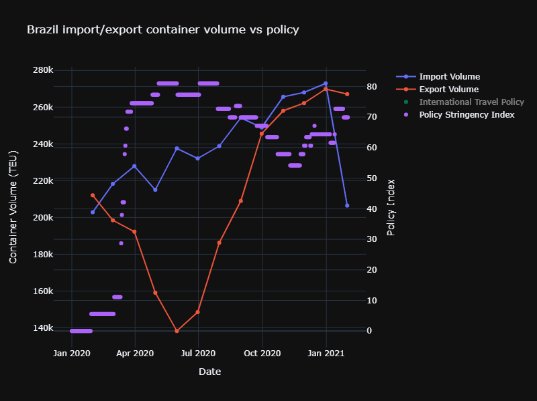 Brazil import/export container volume vs policy
280k
260k
240k
220k
200k
180k
160k
140k
Container Volume (TEU)
80
70
60
50
40
30
20
10
0
Policy Index
Jan 2020
Apr 2020
Jul 2020
Oct 2020
Jan 2021
Date
Import Volume
Export Volume
International Travel Policy
Policy Stringency Index